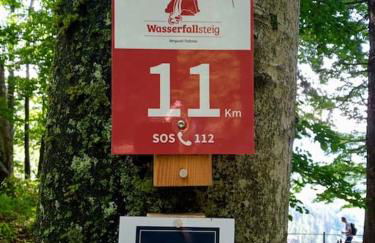 Wasserfallsteig
11 Km
SOS 112